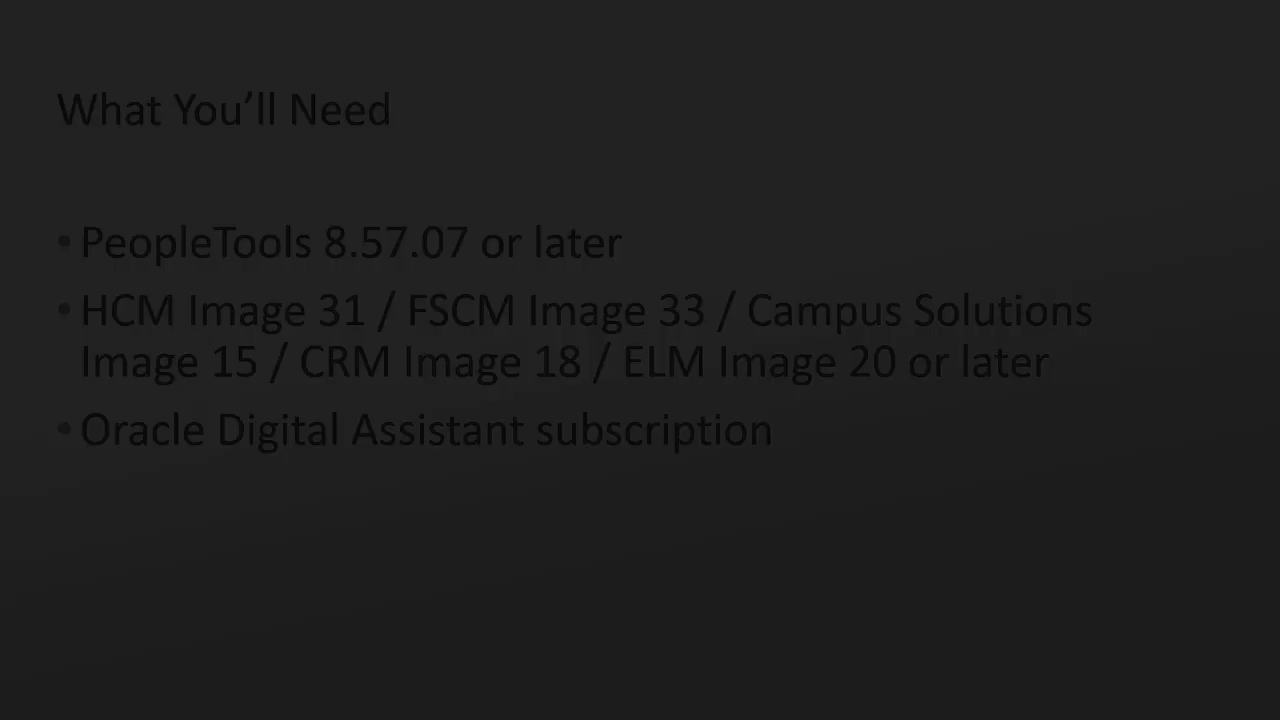 What You’ll Need
• PeopleTools 8.57.07 or later
• HCM Image 31 / FSCM Image 33 / Campus Solutions
Image 15 / CRM Image 18 / ELM Image 20 or later
• Oracle Digital Assistant subscription